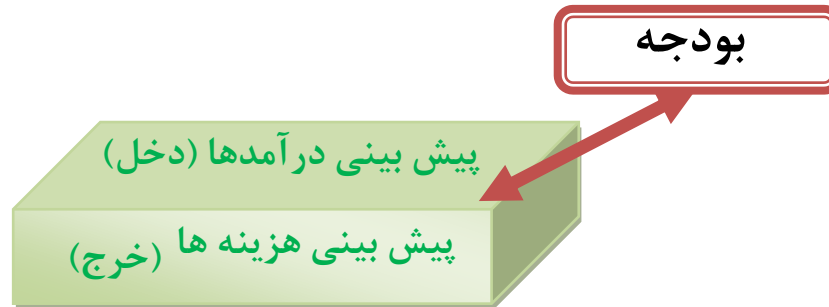 بودجه
پیش بینی درآمدها (دخل)
پیش بینی هزینه ها (خرج)